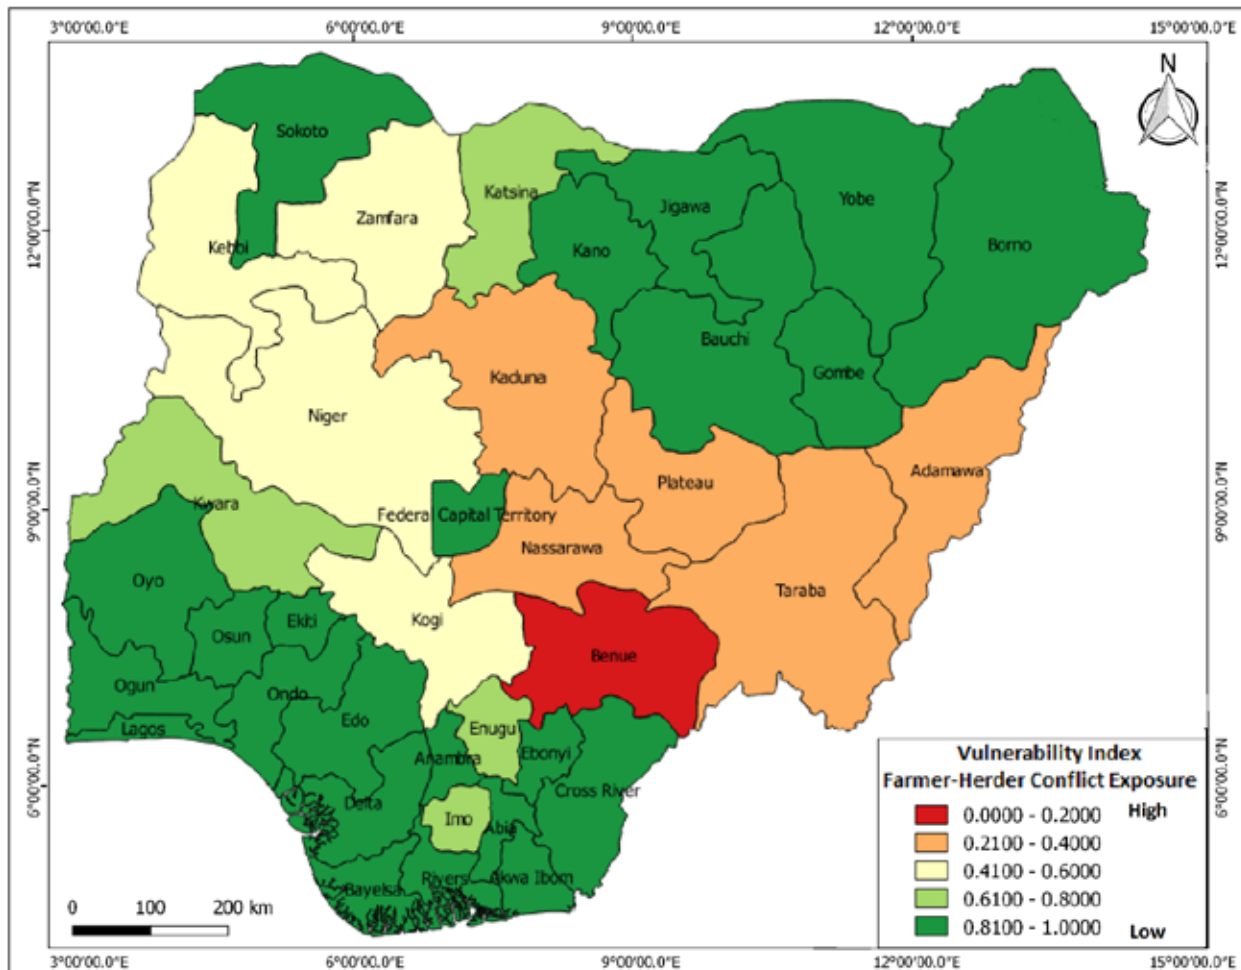 3°00'00.0"E 6°00'00.0"E 9°00'00.0"E 12°00'00.0"E 15°00'00.0"E
N
Sokoto
Katsina
Zamfara
Jigawa
Yobe
Kebbi
Kano
Borno
12°00'00.0"N 12°00'00.0"N
Bauchi
Gombe
Kaduna
Niger
Adamawa
Plateau
Kwara
Federal Capital Territory
9°00'00.0"N 9°00'00.0"N
Nassarawa
Oyo
Taraba
Kogi
Ekiti
Osun
Benue
Ogun
Ondo
Edo
Lagos
Enugu
Anambra
Ebonyi
Cross River
6°00'00.0"N 6°00'00.0"N
Delta
Imo
Abia
Bayelsa
Rivers
Akwa Ibom
Vulnerability Index
Farmer-Herder Conflict Exposure
0.0000 - 0.2000 High
0.2100 - 0.4000
0.4100 - 0.6000
0.6100 - 0.8000
0.8100 - 1.0000 Low
0 100 200 km
3°00'00.0"E 6°00'00.0"E 9°00'00.0"E 12°00'00.0"E 15°00'00.0"E